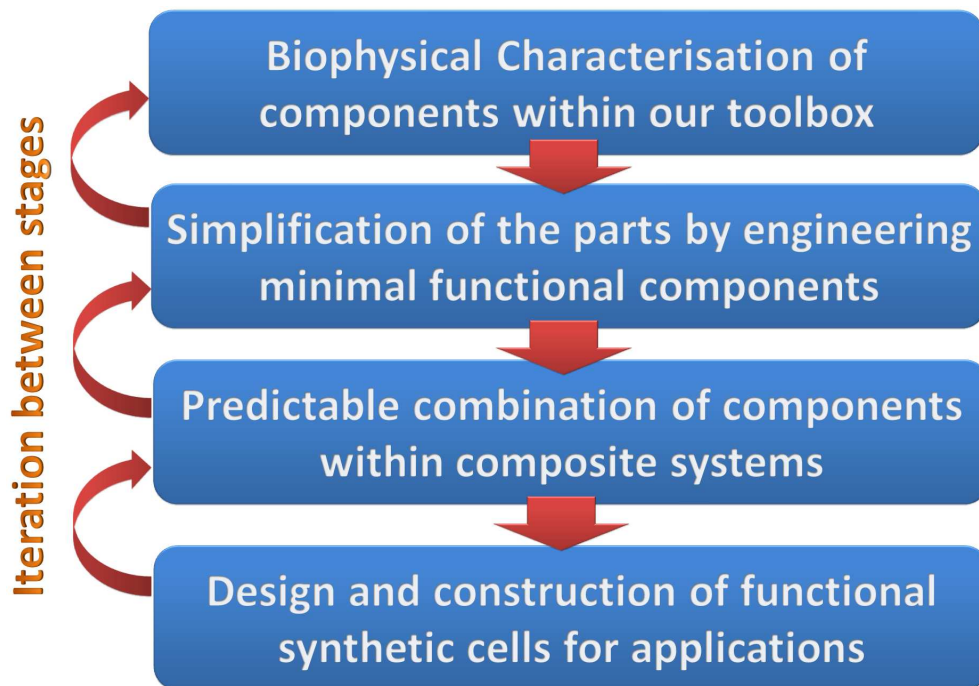 Iteration between stages
Biophysical Characterisation of
components within our toolbox
Simplification of the parts by engineering
minimal functional components
Predictable combination of components
within composite systems
Design and construction of functional
synthetic cells for applications